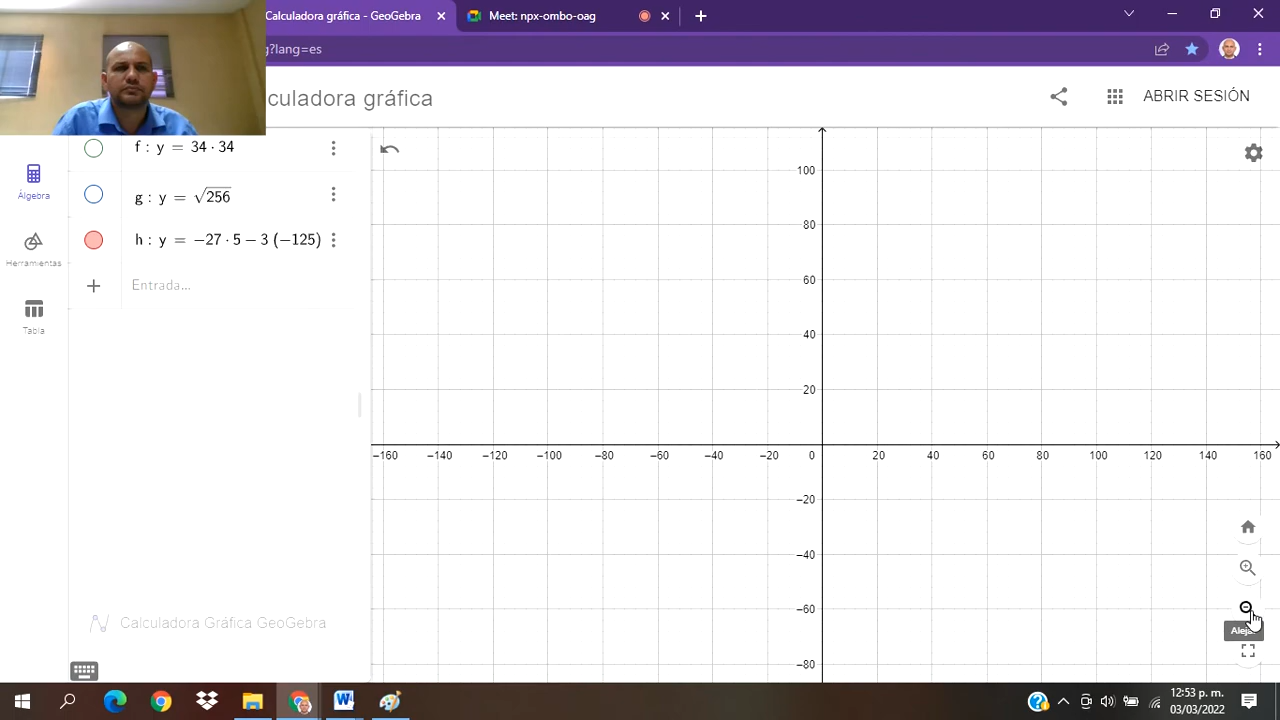 Calculadora gráfica - GeoGebra
Meet: npx-ombo-oag
g?lang=es
culadora gráfica
ABRIR SESIÓN
f : y = 34 · 34
Álgebra
g : y = √256
Herramientas
h : y = −27 · 5 − 3 (−125)
Entrada...
Tabla
100
80
60
40
20
−160 −140 −120 −100 −80 −60 −40 −20 0 20 40 60 80 100 120 140 160
−20
−40
−60
−80
Calculadora Gráfica GeoGebra
12:53 p. m.
03/03/2022